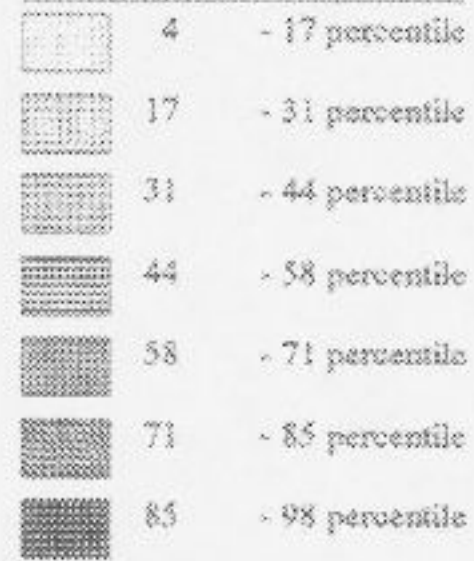 4 - 17 percentile
17 - 31 percentile
31 - 44 percentile
44 - 58 percentile
58 - 71 percentile
71 - 85 percentile
85 - 98 percentile